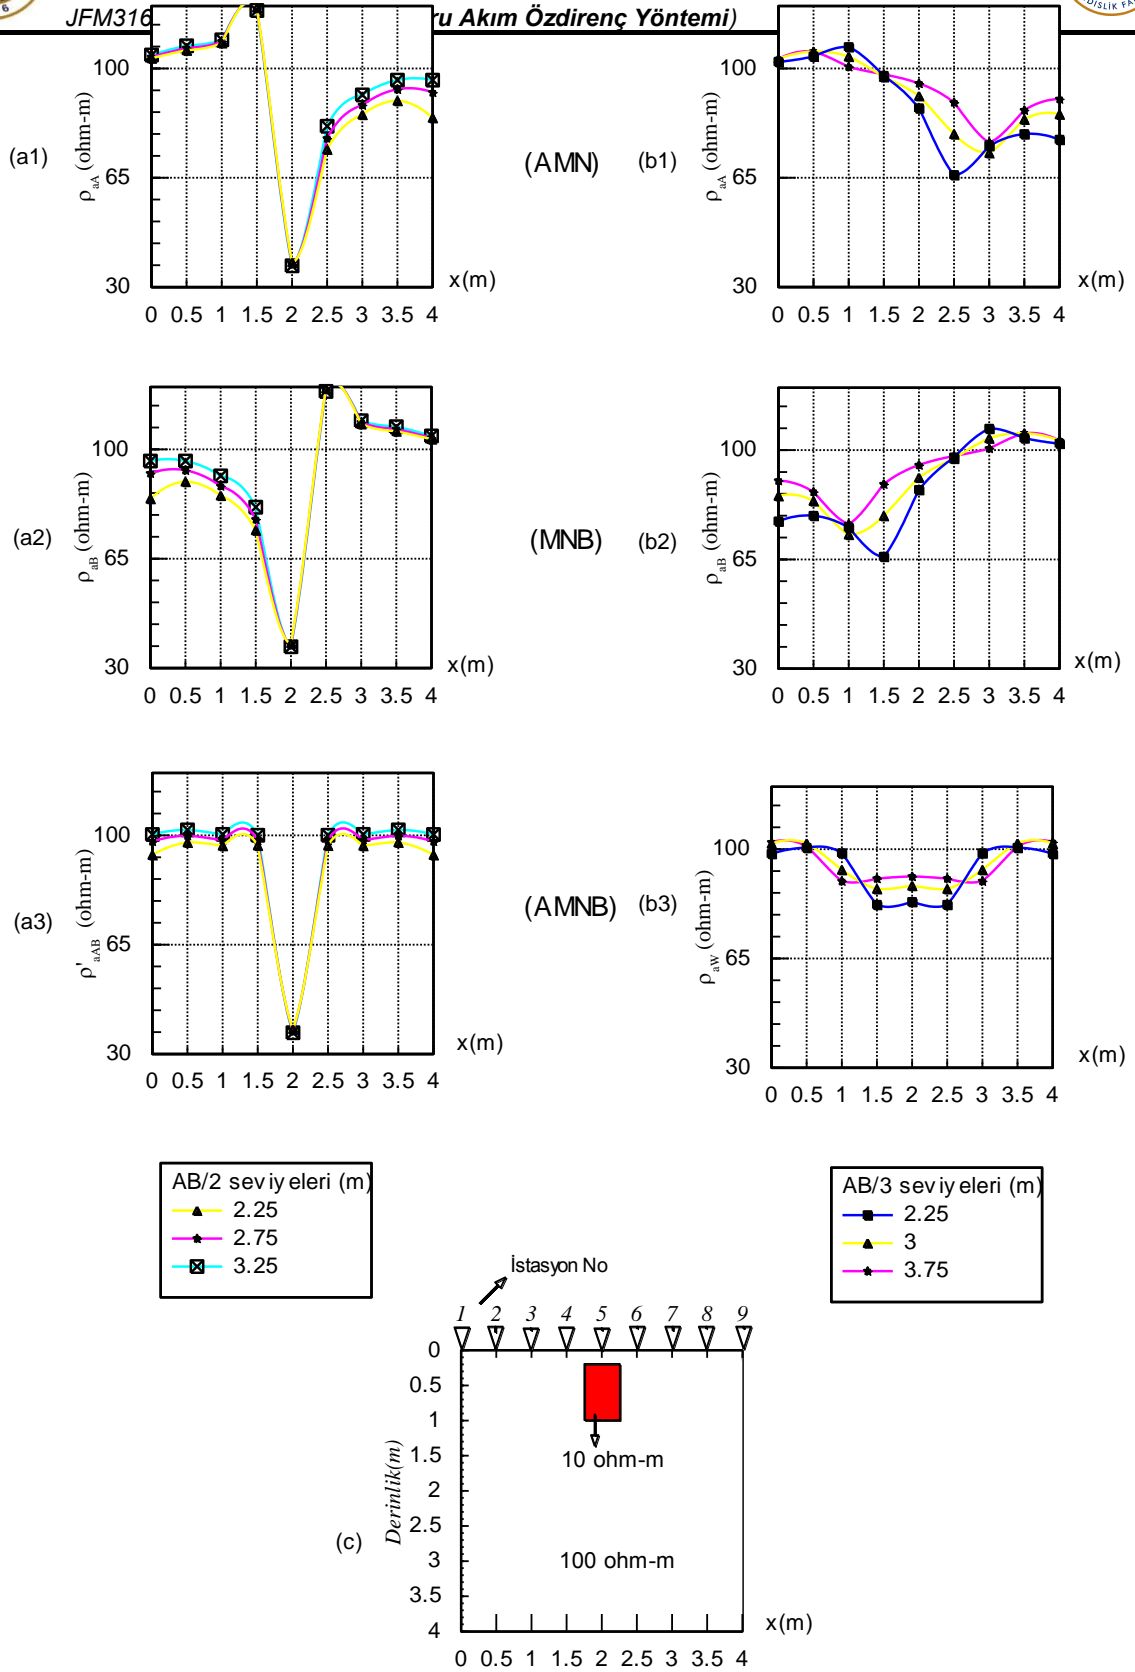 JFM316 ru Akım Özdirenç Yöntemi)
DİSLİK FA
6
(a1)
ρaA (ohm-m)
100
65
30
x(m)
0 0.5 1 1.5 2 2.5 3 3.5 4
(AMN)
(b1)
ρaA (ohm-m)
100
65
30
x(m)
0 0.5 1 1.5 2 2.5 3 3.5 4
(a2)
ρaB (ohm-m)
100
65
30
x(m)
0 0.5 1 1.5 2 2.5 3 3.5 4
(MNB)
(b2)
ρaB (ohm-m)
100
65
30
x(m)
0 0.5 1 1.5 2 2.5 3 3.5 4
(a3)
ρ'aAB (ohm-m)
100
65
30
x(m)
0 0.5 1 1.5 2 2.5 3 3.5 4
(AMNB)
(b3)
ρaW (ohm-m)
100
65
30
x(m)
0 0.5 1 1.5 2 2.5 3 3.5 4
AB/2 seviyeleri (m)
2.25
2.75
3.25
AB/3 seviyeleri (m)
2.25
3
3.75
İstasyon No
1 2 3 4 5 6 7 8 9
(c)
Derinlik(m)
0
0.5
1
1.5
2
2.5
3
3.5
4
10 ohm-m
100 ohm-m
x(m)
0 0.5 1 1.5 2 2.5 3 3.5 4